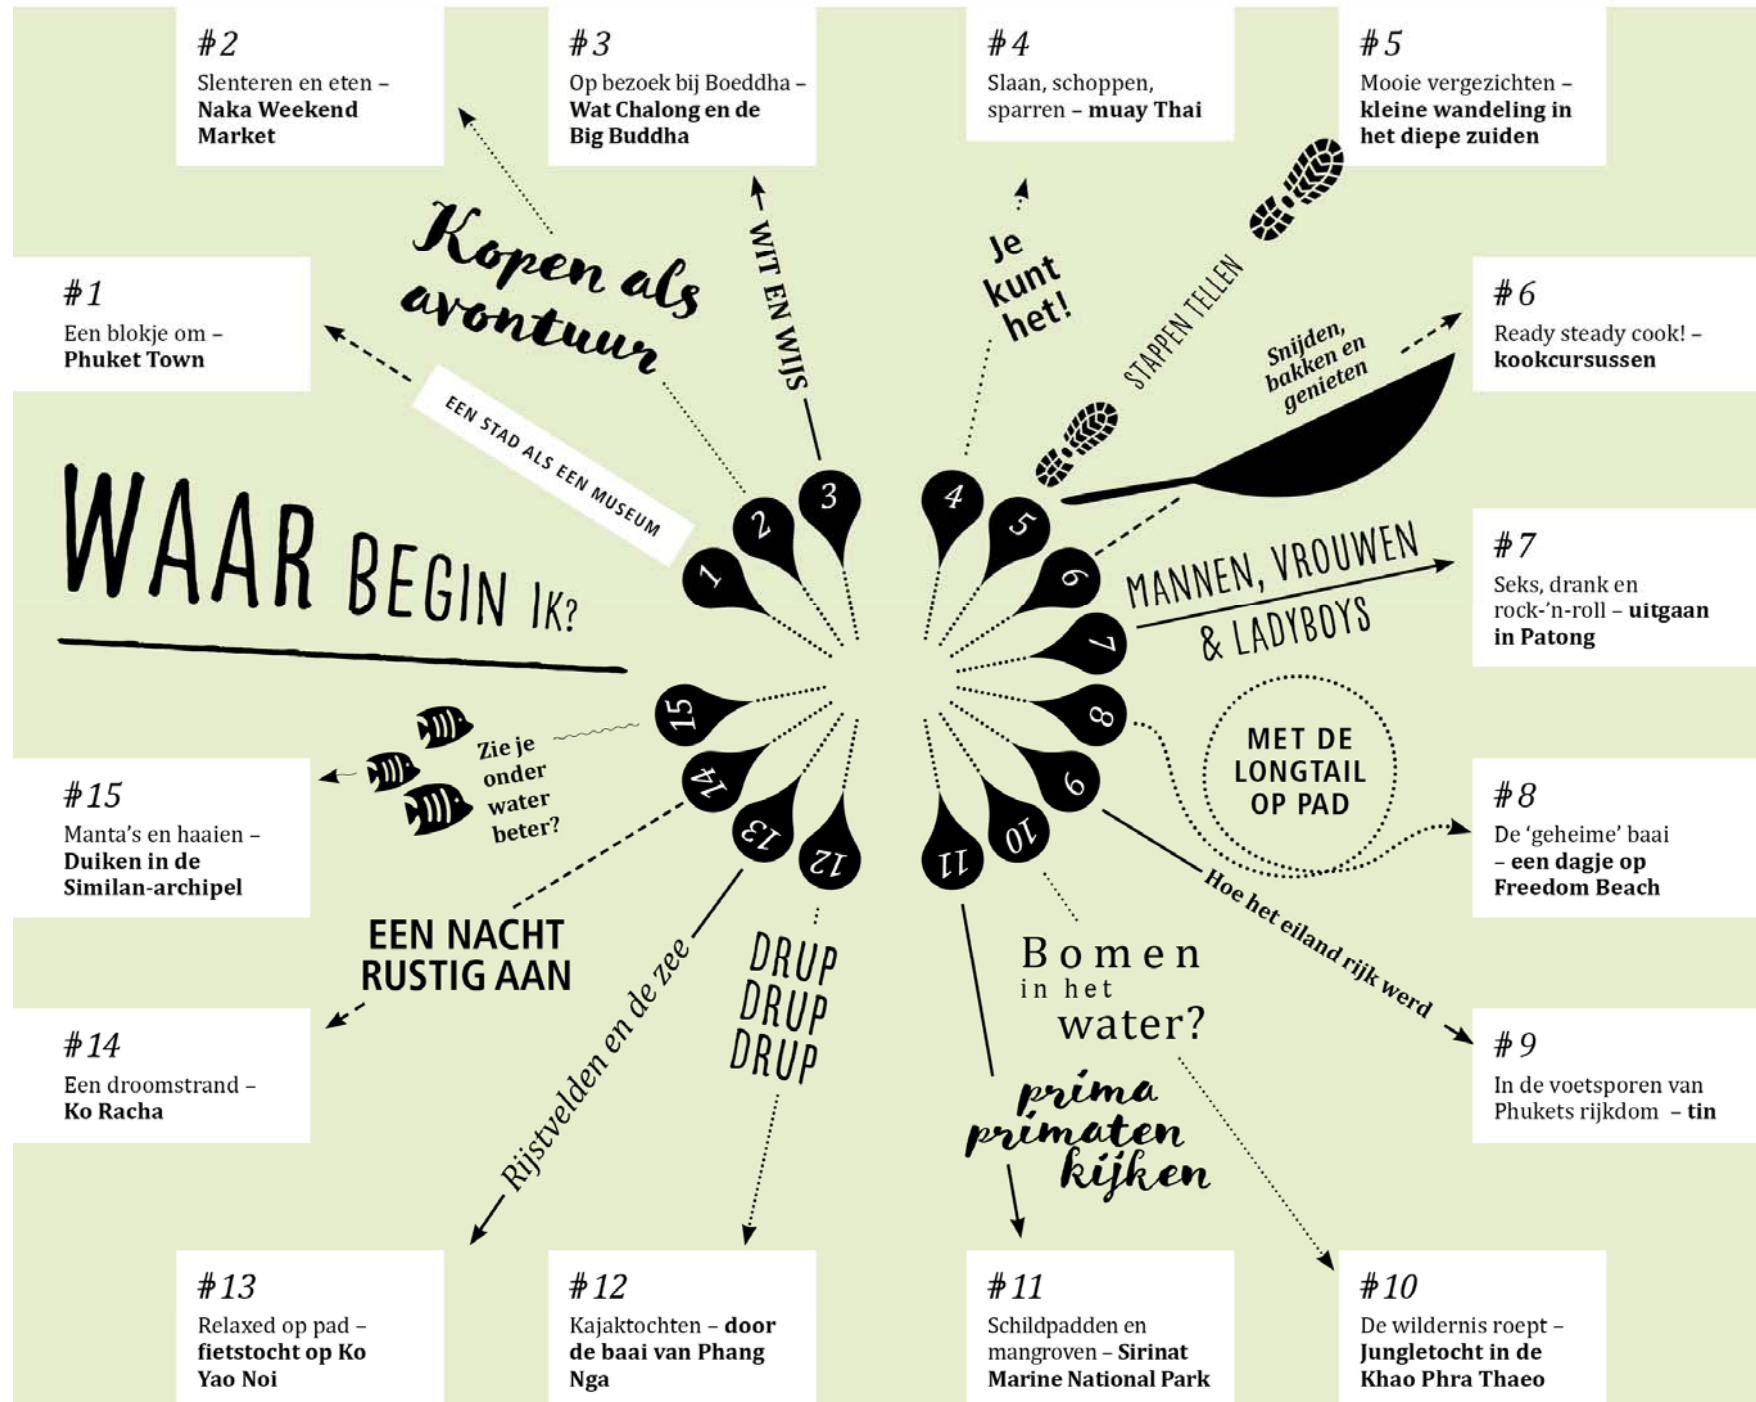 #2
Slenteren en eten –
Naka Weekend
Market
#3
Op bezoek bij Boeddha –
Wat Chalong en de
Big Buddha
#4
Slaan, schoppen,
sparren – muay Thai
#5
Mooie vergezichten –
kleine wandeling in
het diepe zuiden
#1
Een blokje om –
Phuket Town
Kopen als
avontuur
WIT EN WIJS
Je
kunt
het!
STAPPEN TELLEN
Snijden,
bakken en
genieten
#6
Ready steady cook! –
kookcursussen
EEN STAD ALS EEN MUSEUM
WAAR BEGIN IK?
1
2
3
4
5
6
7
8
9
10
11
12
13
14
15
MANNEN, VROUWEN
& LADYBOYS
#7
Seks, drank en
rock-’n-roll – uitgaan
in Patong
MET DE
LONGTAIL
OP PAD
#8
De ‘geheime’ baai
– een dagje op
Freedom Beach
Zie je
onder
water
beter?
#15
Manta’s en haaien –
Duiken in de
Similan-archipel
EEN NACHT
RUSTIG AAN
#14
Een droomstrand –
Ko Racha
Rijstvelden en de zee
DRUP
DRUP
DRUP
Bomen
in het
water?
prima
primaten
kijken
Hoe het eiland rijk werd
#9
In de voetsporen van
Phukets rijkdom – tin
#13
Relaxed op pad –
fietstocht op Ko
Yao Noi
#12
Kajaktochten – door
de baai van Phang
Nga
#11
Schildpadden en
mangroven – Sirinat
Marine National Park
#10
De wildernis roept –
Jungletocht in de
Khao Phra Thaeo